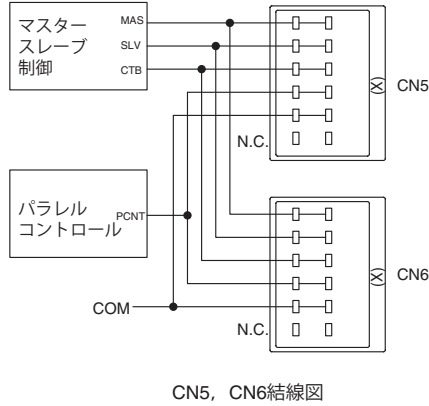 マスター
スレーブ
制御
MAS
SLV
CTB
N.C.
(X)
CN5
パラレル
コントロール
PCNT
COM
N.C.
(X)
CN6
CN5，CN6結線図